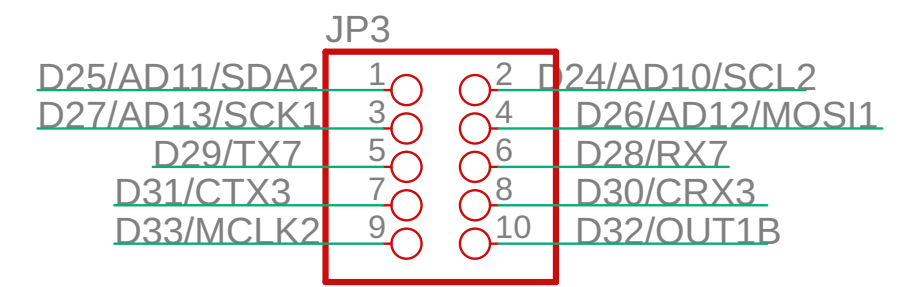 JP3
D25/AD11/SDA2 1 2 D24/AD10/SCL2
D27/AD13/SCK1 3 4 D26/AD12/MOSI1
D29/TX7 5 6 D28/RX7
D31/CTX3 7 8 D30/CRX3
D33/MCLK2 9 10 D32/OUT1B